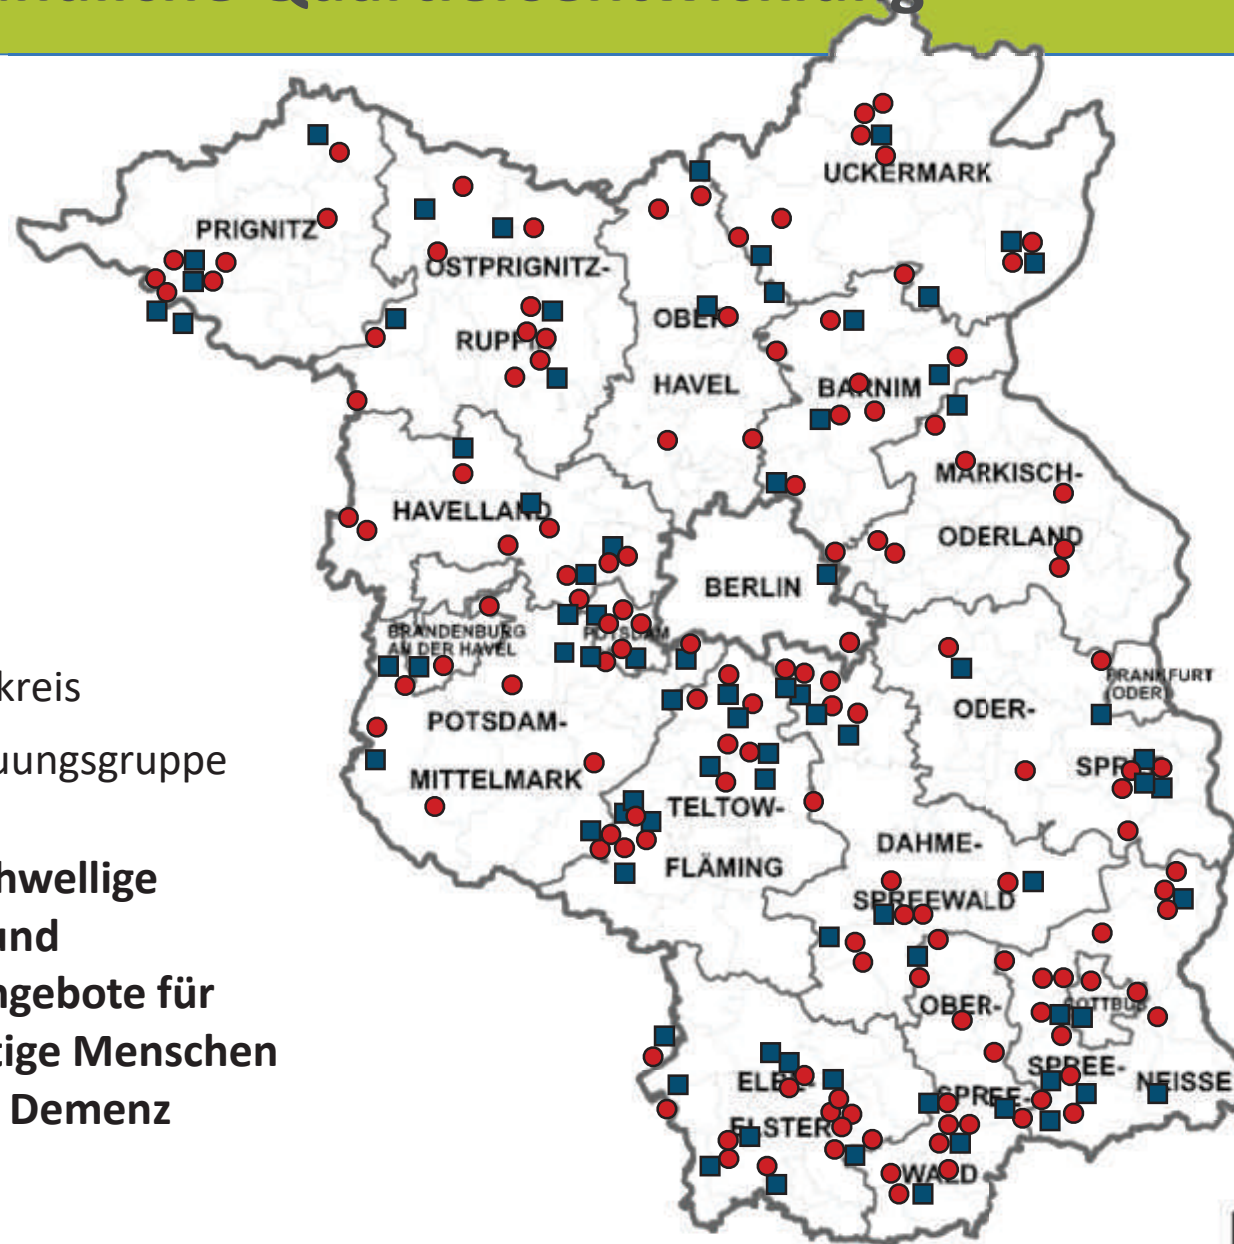 Quartiersentwicklung
UCKERMARK
PRIGNITZ
OSTPRIGNITZ-
RUPPIN
OBER
HAVEL
BARNIM
MÄRKISCH-
ODERLAND
HAVELLAND
BERLIN
BRANDENBURG
AN DER HAVEL
POTSDAM
FRANKFURT
(ODER)
kreis
POTSDAM-
ODER-
SPREE
uungsgruppe
MITTELMARK
TELTOW-
DAHME-
FLÄMING
hwellige
SPREEWALD
und
ngebote für
OBER-
COTTBUS
tige Menschen
SPREE-
NEISSE
ELBE-
SPREE-
Demenz
ELSTER
WALD